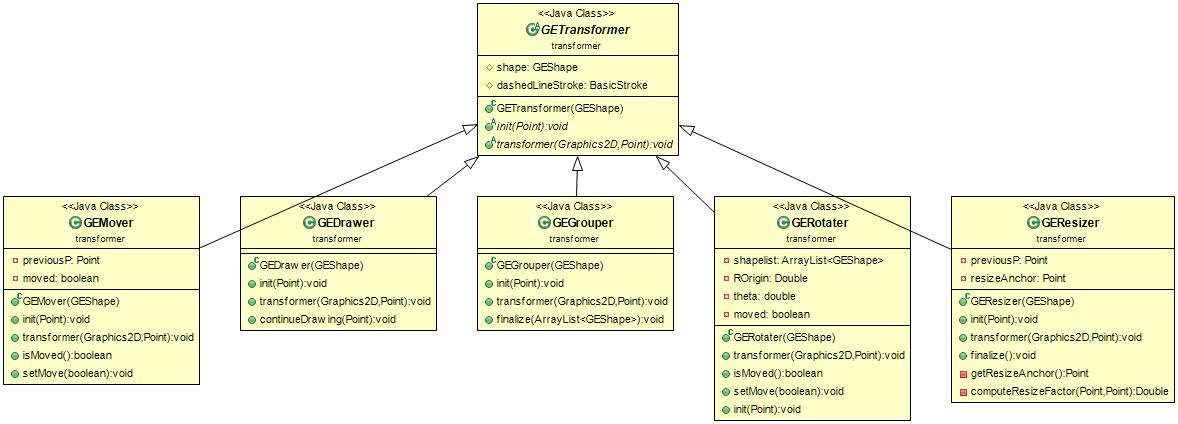 <<Java Class>>
GETransformer
transformer
shape: GEShape
dashedLineStroke: BasicStroke
GETransformer(GEShape)
init(Point):void
transformer(Graphics2D,Point):void
<<Java Class>>
GEMover
transformer
previousP: Point
moved: boolean
GEMover(GEShape)
init(Point):void
transformer(Graphics2D,Point):void
isMoved():boolean
setMove(boolean):void
<<Java Class>>
GEDrawer
transformer
GEDrawer(GEShape)
init(Point):void
transformer(Graphics2D,Point):void
continueDrawing(Point):void
<<Java Class>>
GEGrouper
transformer
GEGrouper(GEShape)
init(Point):void
transformer(Graphics2D,Point):void
finalize(ArrayList<GEShape>):void
<<Java Class>>
GERotater
transformer
shapelist: ArrayList<GEShape>
ROrigin: Double
theta: double
moved: boolean
GERotater(GEShape)
transformer(Graphics2D,Point):void
isMoved():boolean
setMove(boolean):void
init(Point):void
<<Java Class>>
GEResizer
transformer
previousP: Point
resizeAnchor: Point
GEResizer(GEShape)
init(Point):void
transformer(Graphics2D,Point):void
finalize():void
getResizeAnchor():Point
computeResizeFactor(Point,Point):Double